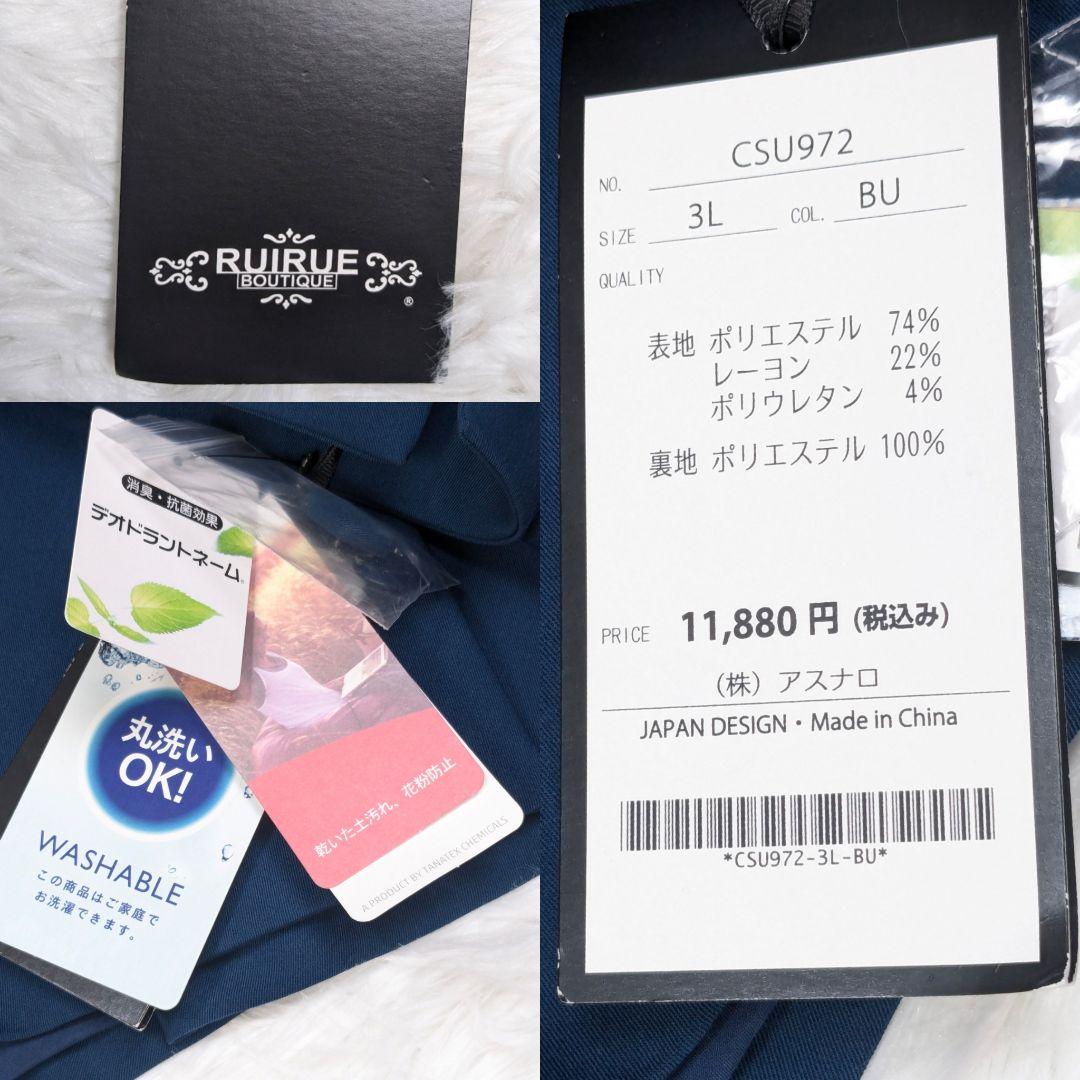 RUIRUE
BOUTIQUE
®
消臭・抗菌効果
デオドラントネーム®
丸洗い
OK!
WASHABLE
この商品はご家庭で
お洗濯できます。
乾いた土汚れ、花粉防止
A PRODUCT BY TANATEX CHEMICALS
NO. CSU972
SIZE 3L COL. BU
QUALITY
表地 ポリエステル 74%
レーヨン 22%
ポリウレタン 4%
裏地 ポリエステル 100%
PRICE 11,880 円 (税込み)
(株) アスナロ
JAPAN DESIGN・Made in China
*CSU972-3L-BU*